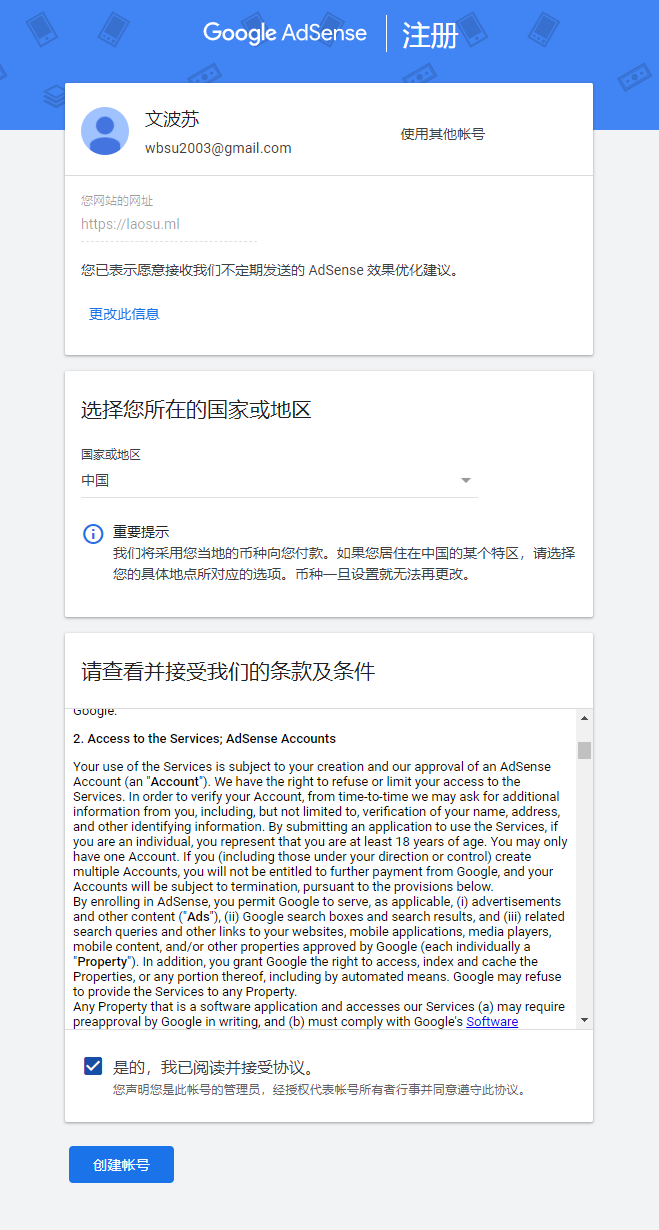 Google AdSense 注册
文波苏
wbsu2003@gmail.com
使用其他帐号
您网站的网址
https://laosu.ml
您已表示愿意接收我们不定期发送的 AdSense 效果优化建议。
更改此信息
选择您所在的国家或地区
国家或地区
中国
重要提示
我们将采用您当地的币种向您付款。如果您居住在中国的某个特区，请选择
您的具体地点所对应的选项。币种一旦设置就无法再更改。
请查看并接受我们的条款及条件
Google.
2. Access to the Services; AdSense Accounts
Your use of the Services is subject to your creation and our approval of an AdSense
Account (an "Account"). We have the right to refuse or limit your access to the
Services. In order to verify your Account, from time-to-time we may ask for additional
information from you, including, but not limited to, verification of your name, address,
and other identifying information. By submitting an application to use the Services, if
you are an individual, you represent that you are at least 18 years of age. You may only
have one Account. If you (including those under your direction or control) create
multiple Accounts, you will not be entitled to further payment from Google, and your
Accounts will be subject to termination, pursuant to the provisions below.
By enrolling in AdSense, you permit Google to serve, as applicable, (i) advertisements
and other content ("Ads"), (ii) Google search boxes and search results, and (iii) related
search queries and other links to your websites, mobile applications, media players,
mobile content, and/or other properties approved by Google (each individually a
"Property"). In addition, you grant Google the right to access, index and cache the
Properties, or any portion thereof, including by automated means. Google may refuse
to provide the Services to any Property.
Any Property that is a software application and accesses our Services (a) may require
preapproval by Google in writing, and (b) must comply with Google's Software
是的，我已阅读并接受协议。
您声明您是此帐号的管理员，经授权代表帐号所有者行事并同意遵守此协议。
创建帐号